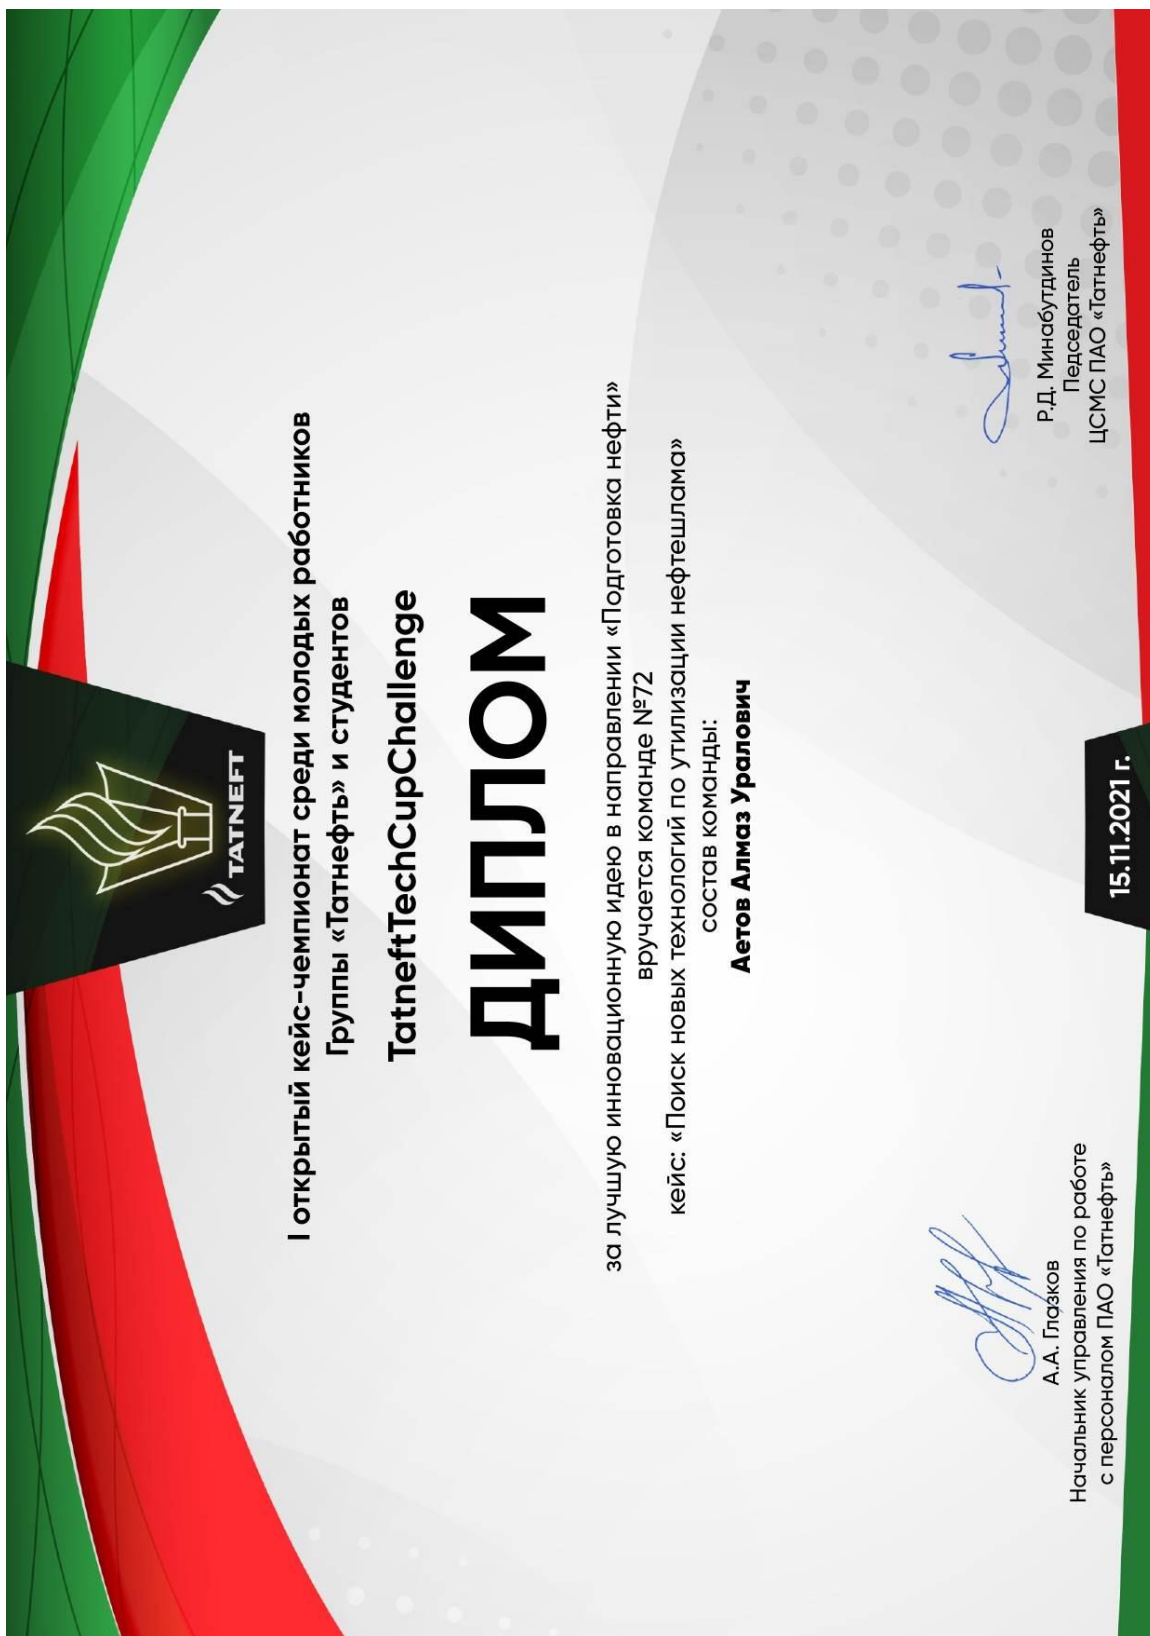 TATNEFT
I открытый кейс-чемпионат среди молодых работников
Группы «Татнефть» и студентов
TatneftTechCupChallenge
ДИПЛОМ
за лучшую инновационную идею в направлении «Подготовка нефти»
вручается команде №72
кейс: «Поиск новых технологий по утилизации нефтешлама»
состав команды:
Аетов Алмаз Уралович
А.А. Глазков
Начальник управления по работе
с персоналом ПАО «Татнефть»
15.11.2021 г.
Р.Д. Минабутдинов
Педседатель
ЦСМС ПАО «Татнефть»